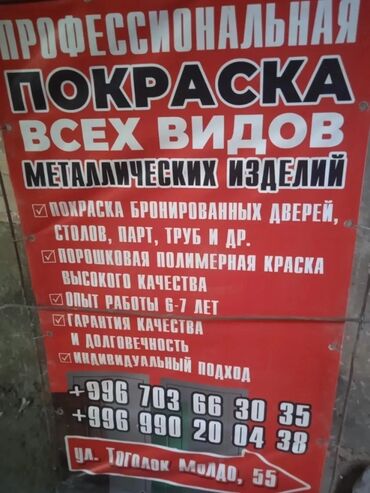 ПРОФЕССИОНАЛЬНАЯ
ПОКРАСКА
ВСЕХ ВИДОВ
МЕТАЛЛИЧЕСКИХ ИЗДЕЛИЙ
☑ ПОКРАСКА БРОНИРОВАННЫХ ДВЕРЕЙ,
СТОЛОВ, ПАРТ, ТРУБ И ДР.
☑ ПОРОШКОВАЯ ПОЛИМЕРНАЯ КРАСКА
ВЫСОКОГО КАЧЕСТВА
☑ ОПЫТ РАБОТЫ 6-7 ЛЕТ
☑ ГАРАНТИЯ КАЧЕСТВА
И ДОЛГОВЕЧНОСТЬ
☑ ИНДИВИДУАЛЬНЫЙ ПОДХОД
+996 703 66 30 35
+996 990 20 04 38
ул. Тоголок Молдо, 55